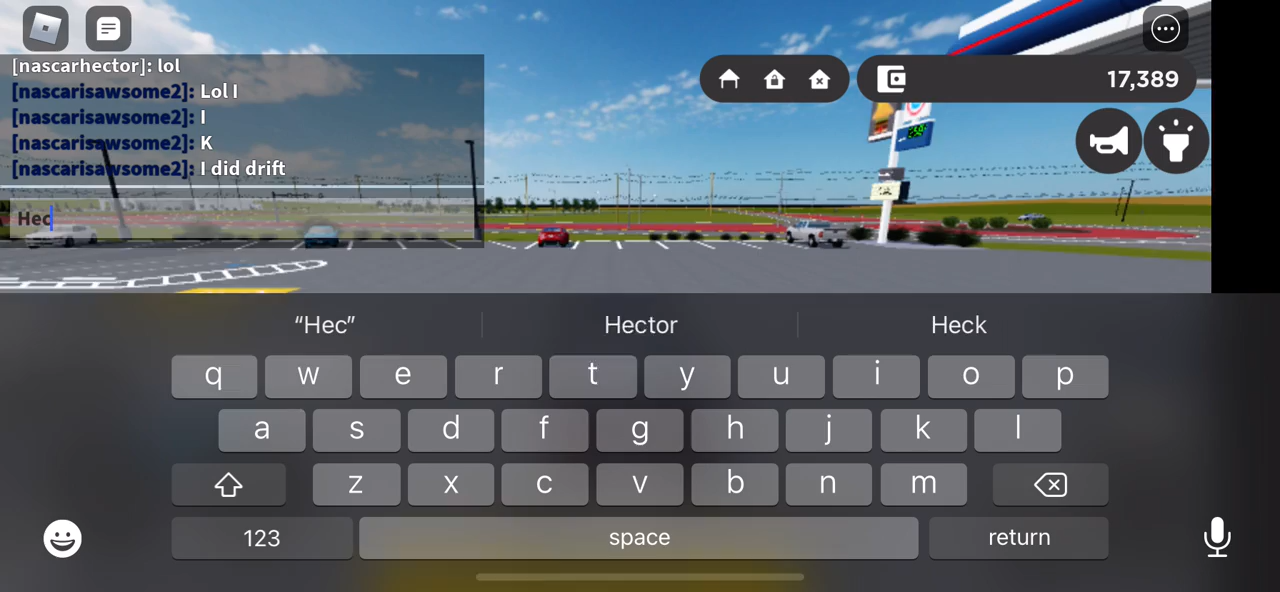 [nascarhector]: lol
[nascarisawsome2]: Lol I
[nascarisawsome2]: I
[nascarisawsome2]: K
[nascarisawsome2]: I did drift
Hec
17,389
“Hec” Hector Heck
q w e r t y u i o p
a s d f g h j k l
z x c v b n m
123 space return